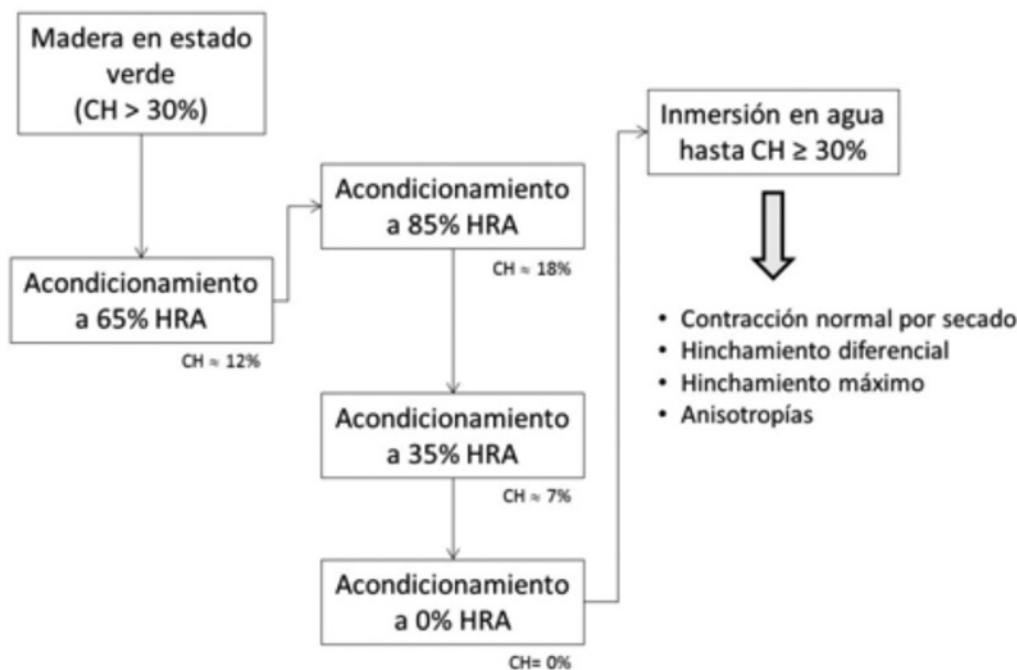 Madera en estado
verde
(CH > 30%)
Acondicionamiento
a 65% HRA
CH ≈ 12%
Acondicionamiento
a 85% HRA
CH ≈ 18%
Acondicionamiento
a 35% HRA
CH ≈ 7%
Acondicionamiento
a 0% HRA
CH= 0%
Inmersión en agua
hasta CH ≥ 30%
• Contracción normal por secado
• Hinchamiento diferencial
• Hinchamiento máximo
• Anisotropías